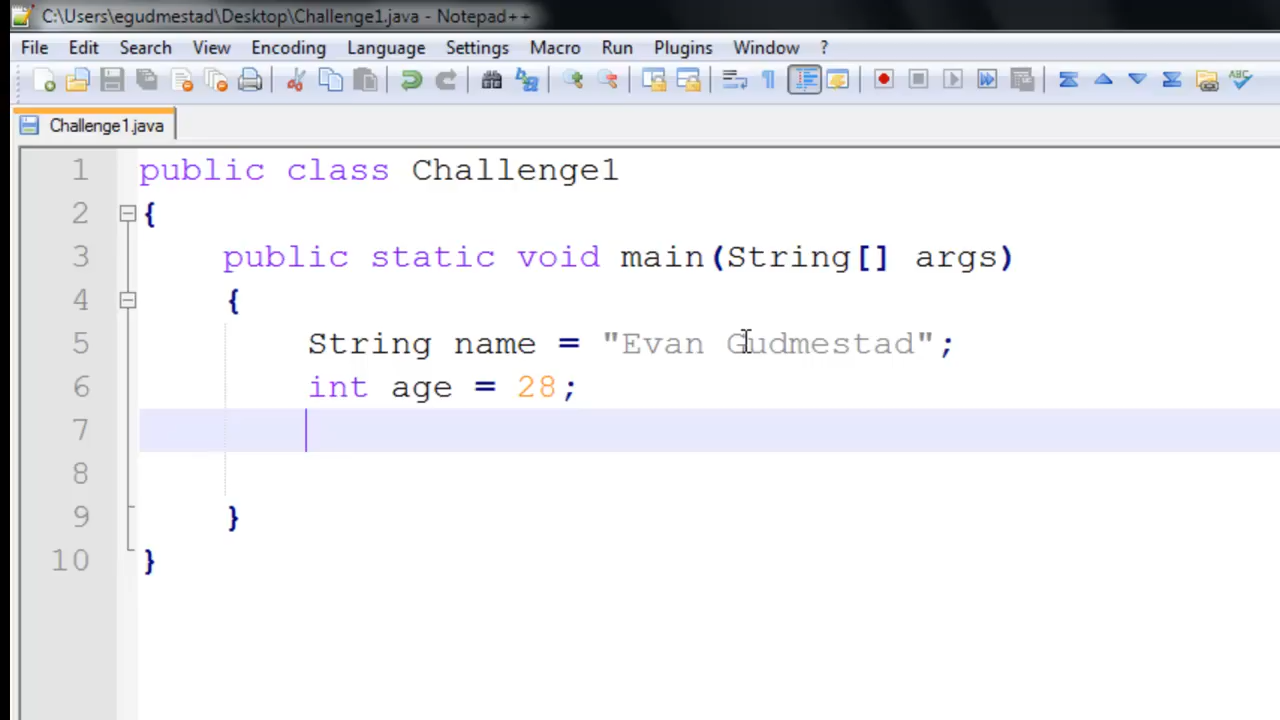 C:\Users\egudmestad\Desktop\Challenge1.java - Notepad++
File Edit Search View Encoding Language Settings Macro Run Plugins Window ?
Challenge1.java
1 public class Challenge1
2 {
3 public static void main(String[] args)
4 {
5 String name = "Evan Gudmestad";
6 int age = 28;
7
8
9 }
10 }